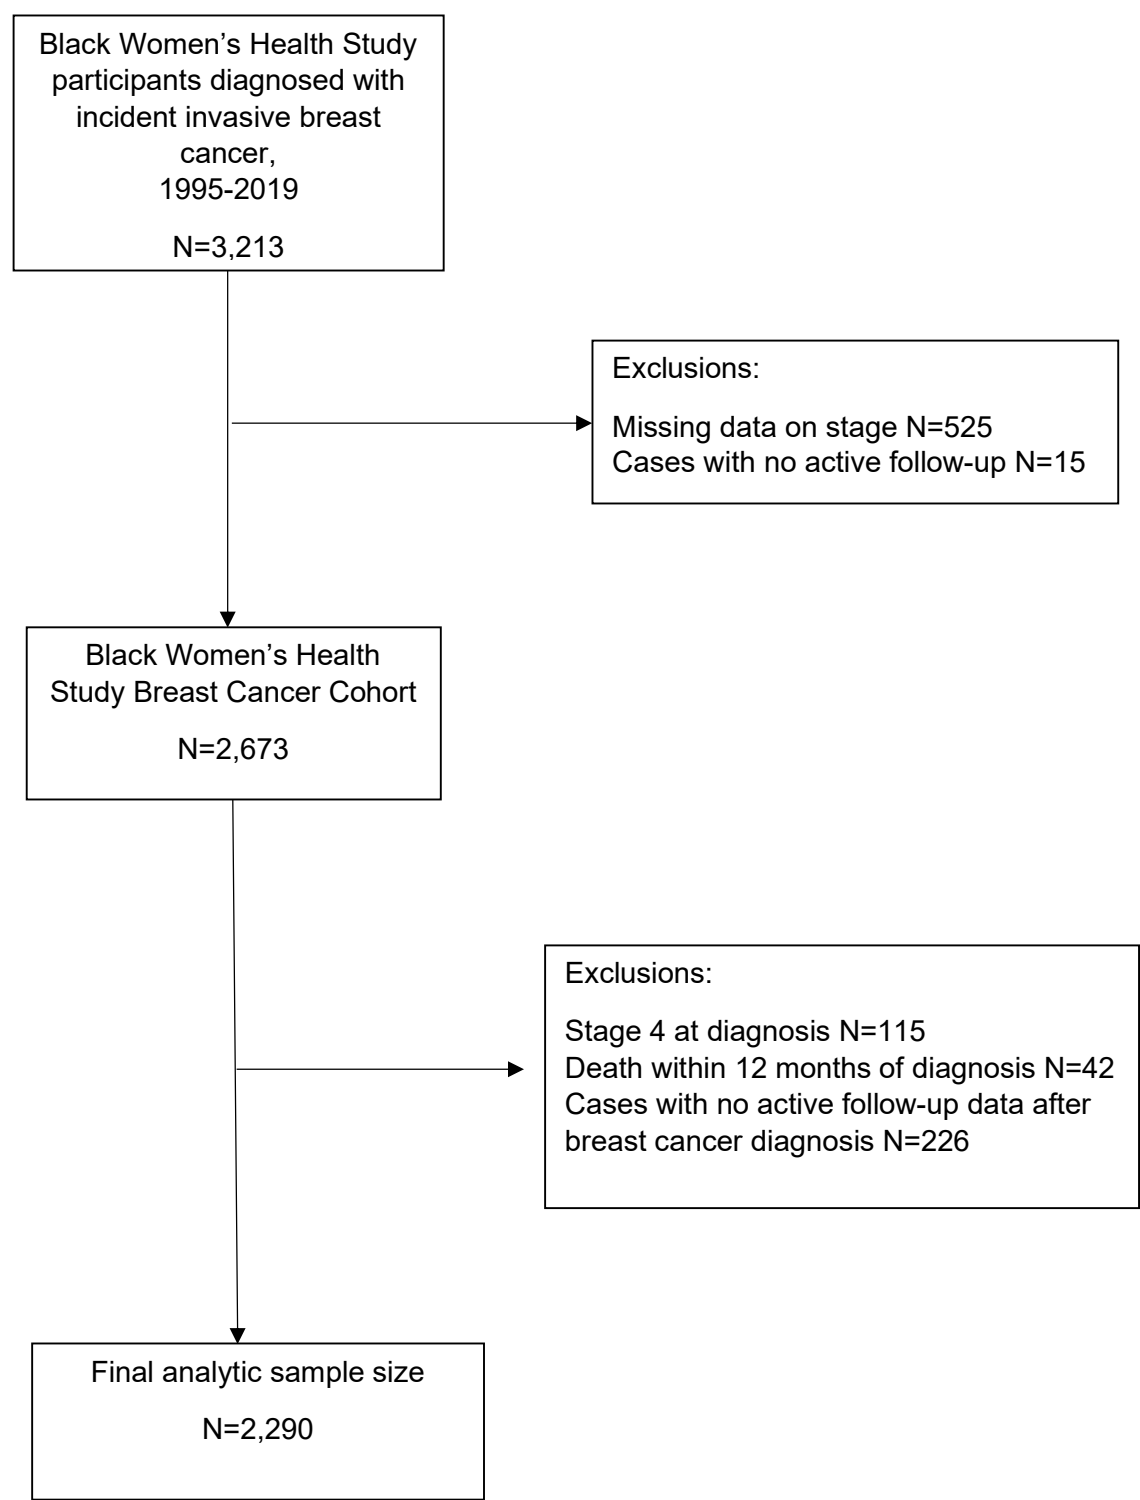 Black Women’s Health Study
participants diagnosed with
incident invasive breast
cancer,
1995-2019
N=3,213
Exclusions:
Missing data on stage N=525
Cases with no active follow-up N=15
Black Women’s Health
Study Breast Cancer Cohort
N=2,673
Exclusions:
Stage 4 at diagnosis N=115
Death within 12 months of diagnosis N=42
Cases with no active follow-up data after
breast cancer diagnosis N=226
Final analytic sample size
N=2,290